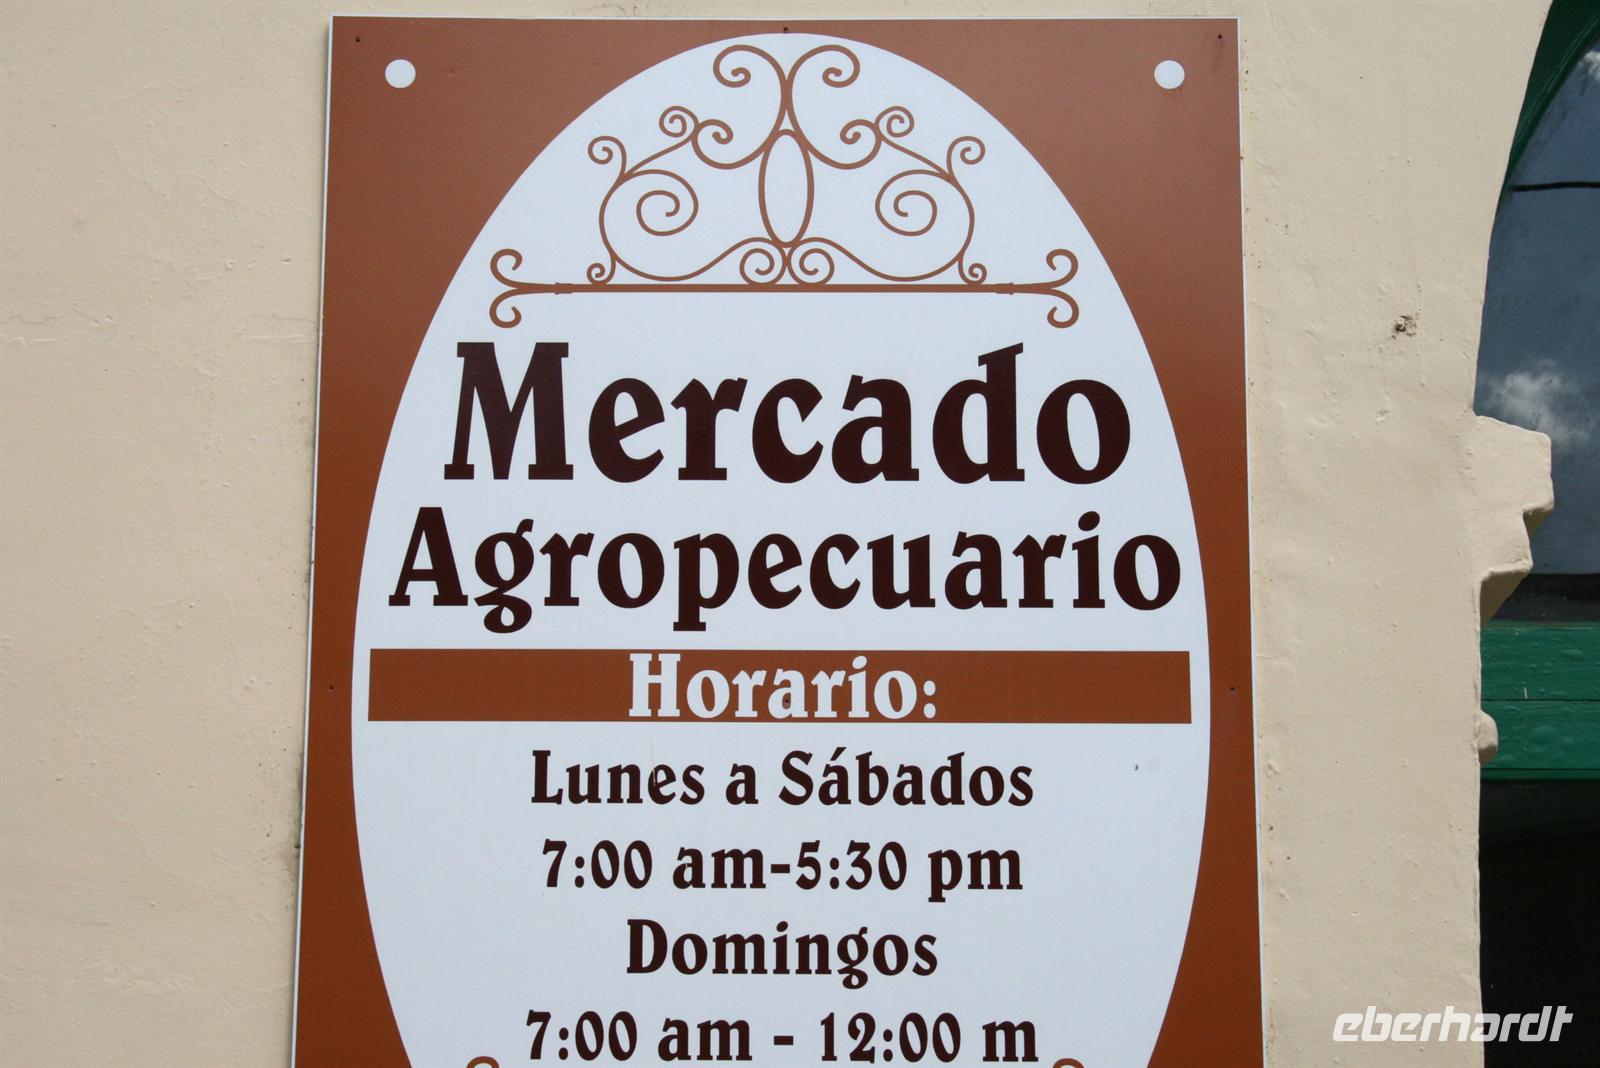 Mercado
Agropecuario
Horario:
Lunes a Sábados
7:00 am-5:30 pm
Domingos
7:00 am - 12:00 m
eberhardt